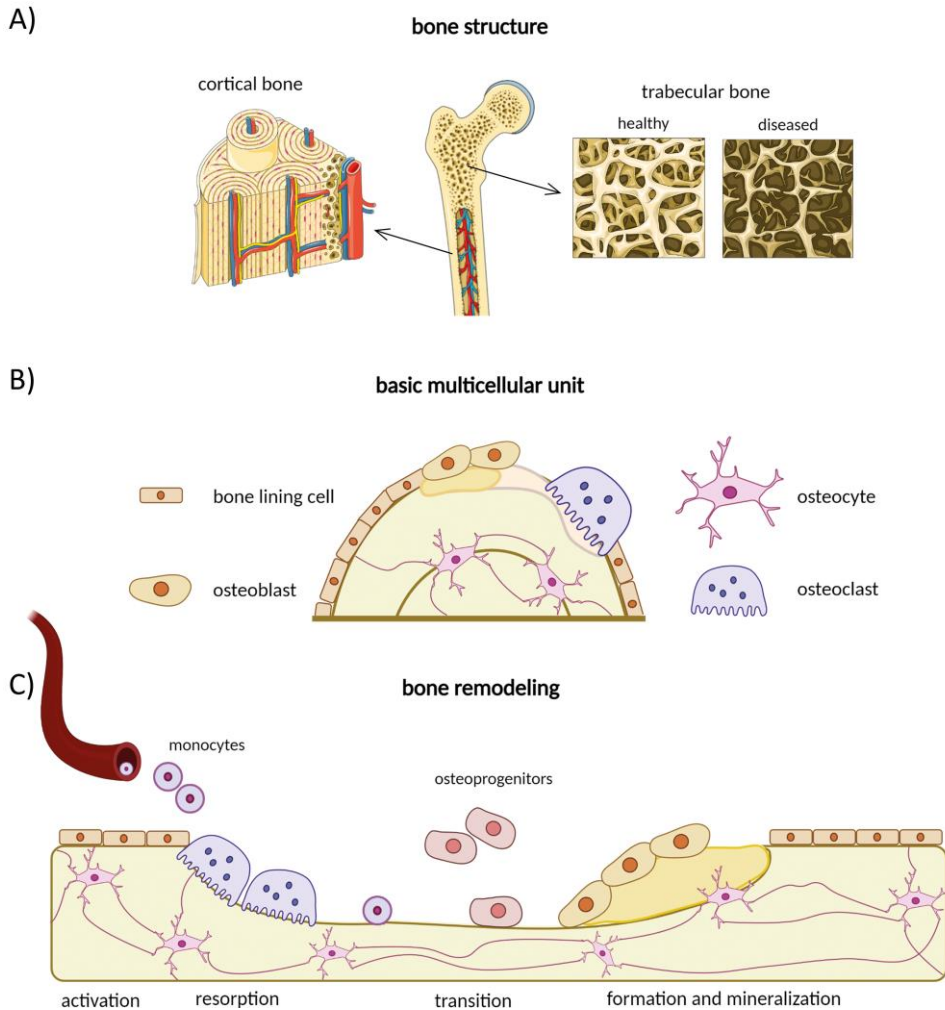 A)
bone structure
cortical bone
trabecular bone
healthy
diseased
B)
basic multicellular unit
bone lining cell
osteocyte
osteoblast
osteoclast
C)
bone remodeling
monocytes
osteoprogenitors
activation
resorption
transition
formation and mineralization